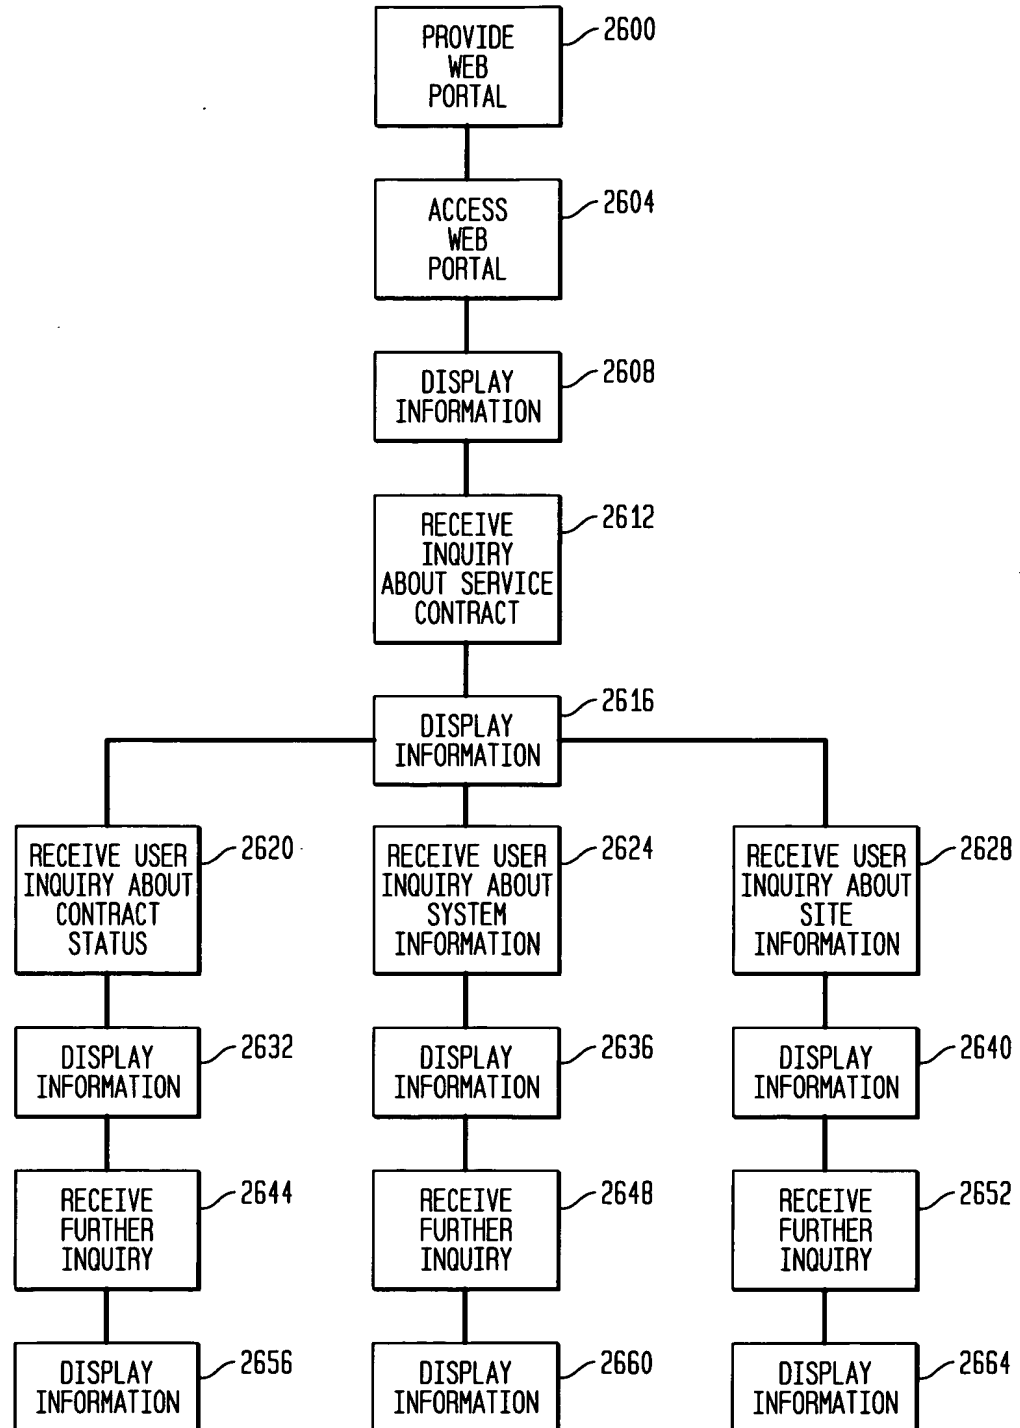 PROVIDE
WEB
PORTAL
2600
ACCESS
WEB
PORTAL
2604
DISPLAY
INFORMATION
2608
RECEIVE
INQUIRY
ABOUT SERVICE
CONTRACT
2612
DISPLAY
INFORMATION
2616
RECEIVE USER
INQUIRY ABOUT
CONTRACT
STATUS
2620
RECEIVE USER
INQUIRY ABOUT
SYSTEM
INFORMATION
2624
RECEIVE USER
INQUIRY ABOUT
SITE
INFORMATION
2628
DISPLAY
INFORMATION
2632
DISPLAY
INFORMATION
2636
DISPLAY
INFORMATION
2640
RECEIVE
FURTHER
INQUIRY
2644
RECEIVE
FURTHER
INQUIRY
2648
RECEIVE
FURTHER
INQUIRY
2652
DISPLAY
INFORMATION
2656
DISPLAY
INFORMATION
2660
DISPLAY
INFORMATION
2664